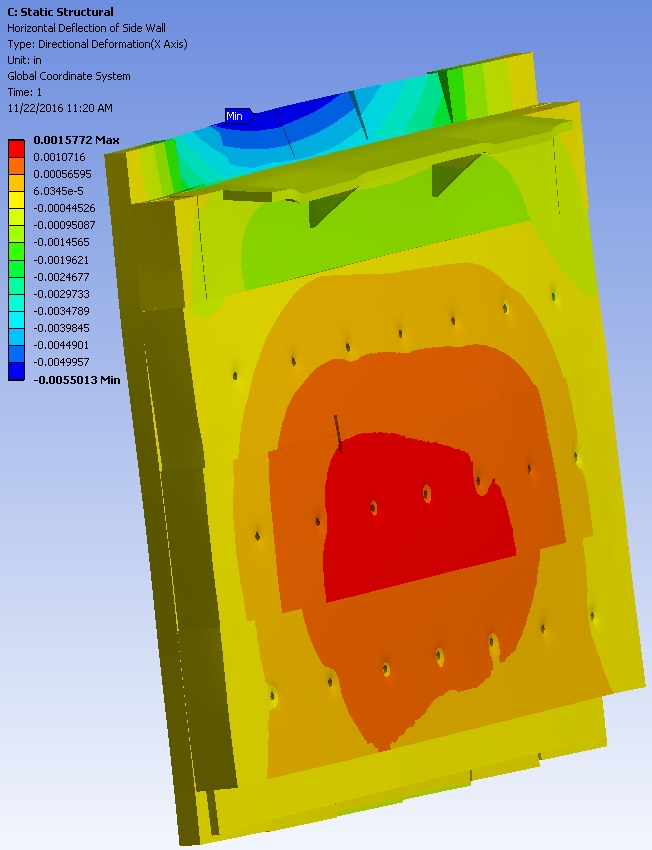 C: Static Structural
Horizontal Deflection of Side Wall
Type: Directional Deformation(X Axis)
Unit: in
Global Coordinate System
Time: 1
11/22/2016 11:20 AM
Min
0.0015772 Max
0.0010716
0.00056595
6.0345e-5
-0.00044526
-0.00095087
-0.0014565
-0.0019621
-0.0024677
-0.0029733
-0.0034789
-0.0039845
-0.0044901
-0.0049957
-0.0055013 Min